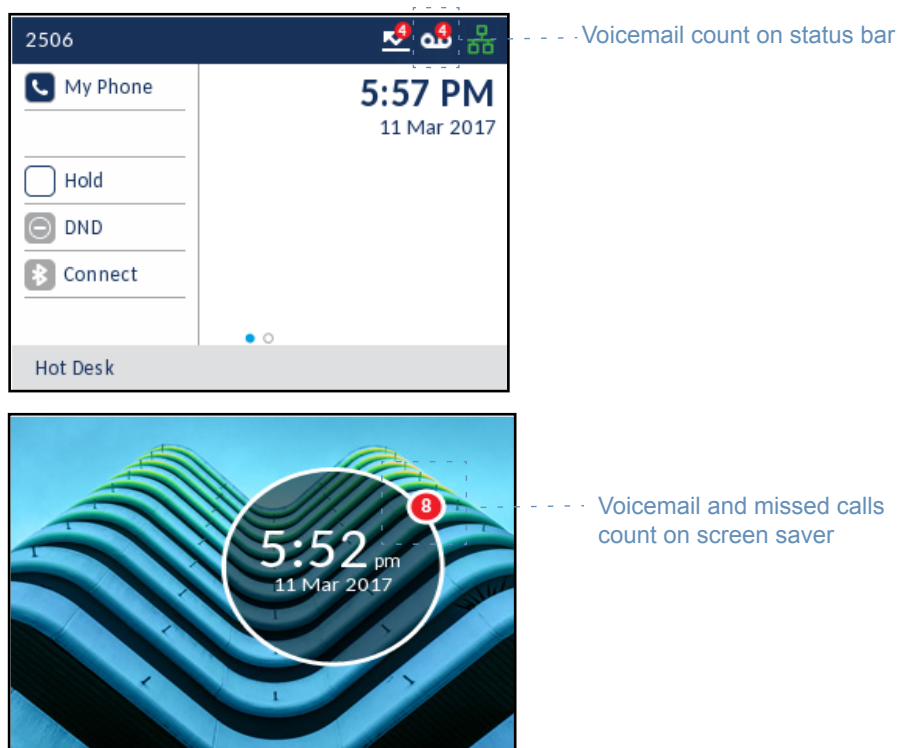 2506
4
4
Voicemail count on status bar
My Phone
5:57 PM
11 Mar 2017
Hold
DND
Connect
Hot Desk
8
Voicemail and missed calls
count on screen saver
5:52 pm
11 Mar 2017